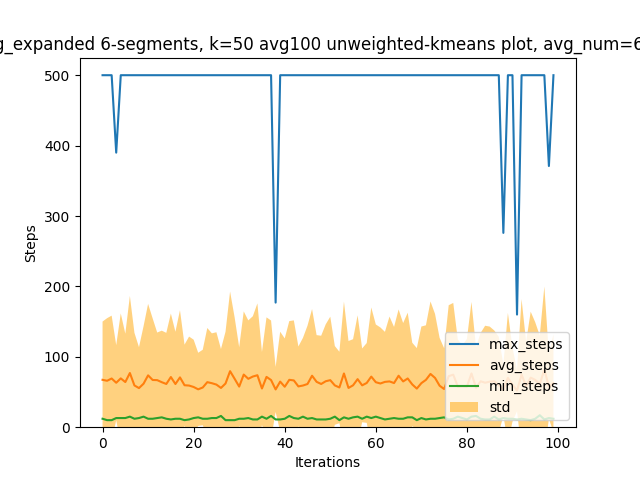 g_expanded 6-segments, k=50 avg100 unweighted-kmeans plot, avg_num=6
500
400
300
200
100
0
Steps
0 20 40 60 80 100
Iterations
max_steps
avg_steps
min_steps
std